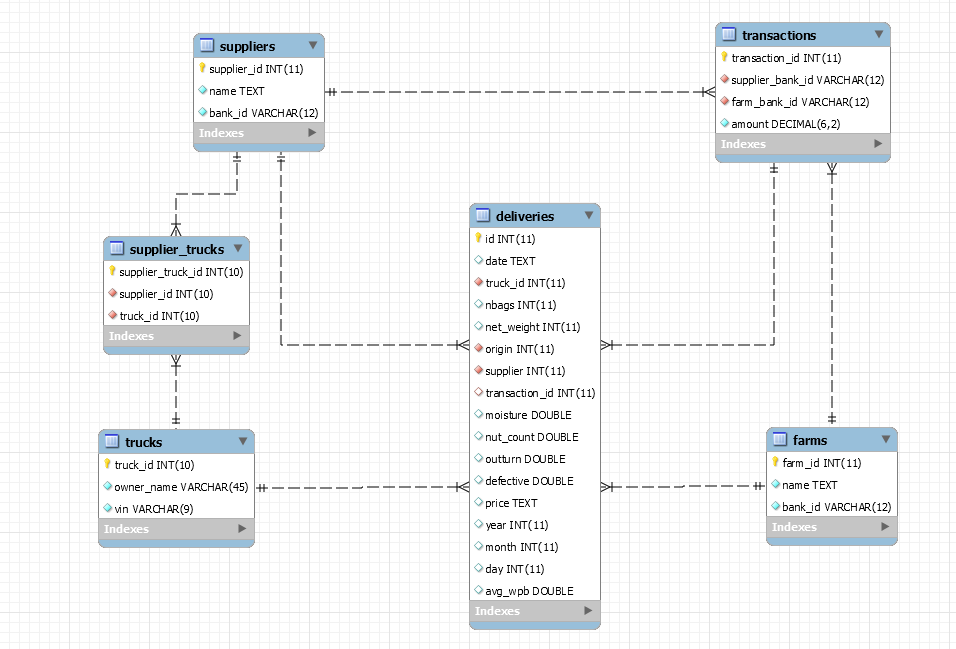 suppliers
supplier_id INT(11)
name TEXT
bank_id VARCHAR(12)
Indexes
transactions
transaction_id INT(11)
supplier_bank_id VARCHAR(12)
farm_bank_id VARCHAR(12)
amount DECIMAL(6,2)
Indexes
supplier_trucks
supplier_truck_id INT(10)
supplier_id INT(10)
truck_id INT(10)
Indexes
deliveries
id INT(11)
date TEXT
truck_id INT(11)
nbags INT(11)
net_weight INT(11)
origin INT(11)
supplier INT(11)
transaction_id INT(11)
moisture DOUBLE
nut_count DOUBLE
outturn DOUBLE
defective DOUBLE
price TEXT
year INT(11)
month INT(11)
day INT(11)
avg_wpb DOUBLE
Indexes
trucks
truck_id INT(10)
owner_name VARCHAR(45)
vin VARCHAR(9)
Indexes
farms
farm_id INT(11)
name TEXT
bank_id VARCHAR(12)
Indexes